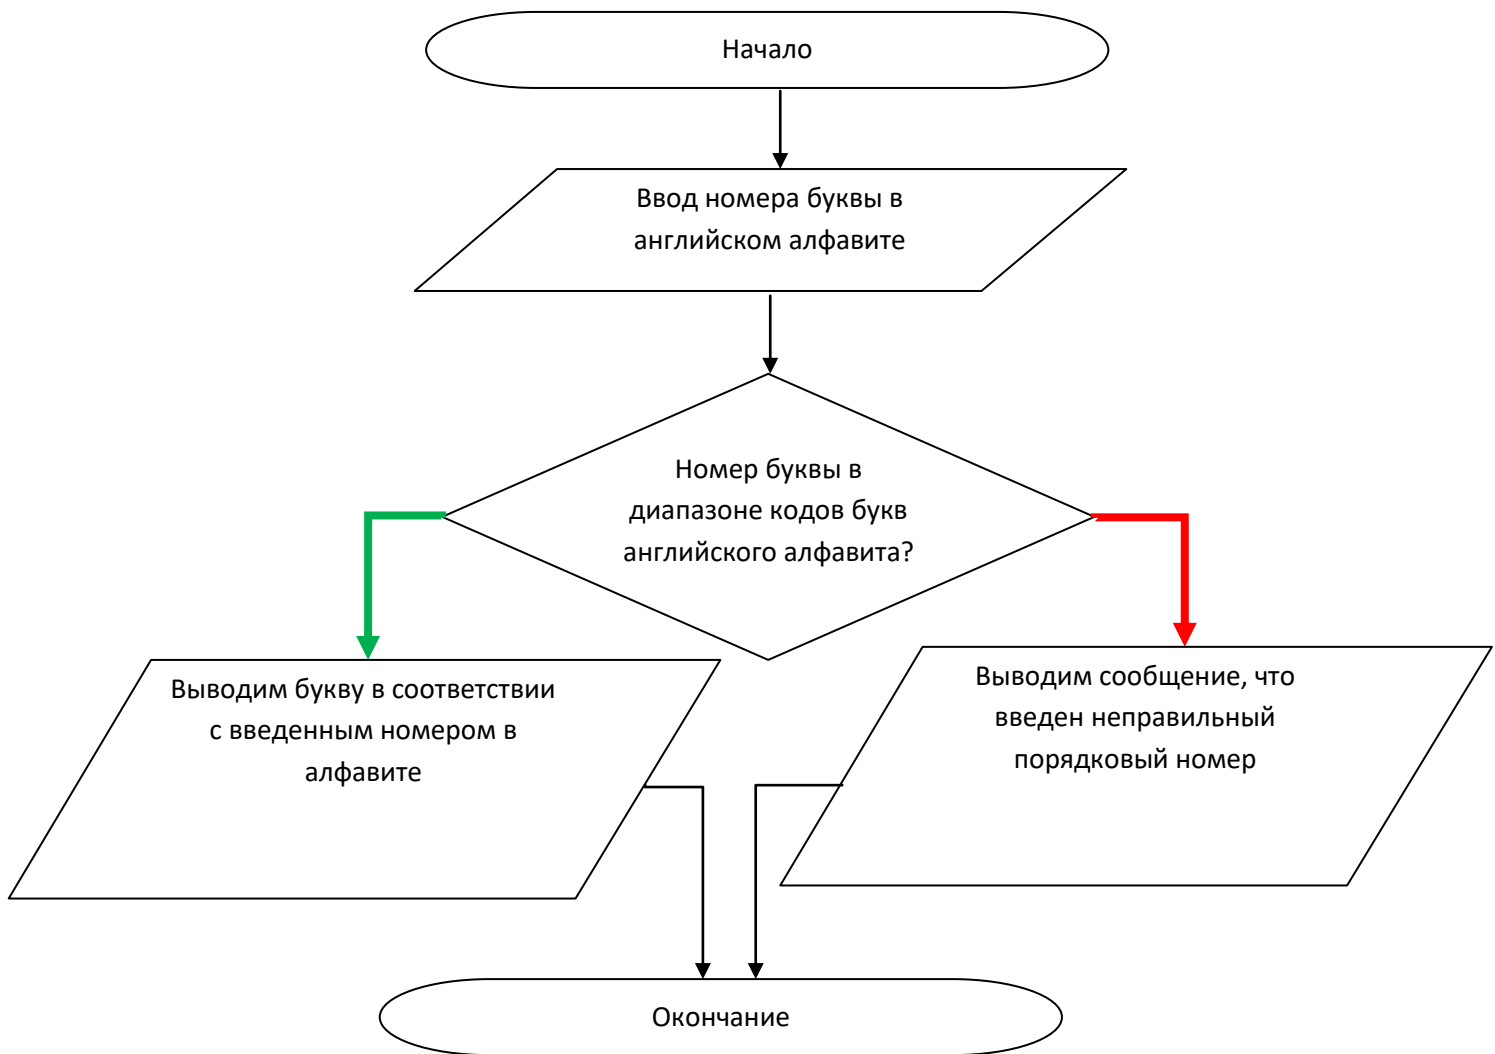 Начало
Ввод номера буквы в
английском алфавите
Номер буквы в
диапазоне кодов букв
английского алфавита?
Выводим букву в соответствии
с введенным номером в
алфавите
Выводим сообщение, что
введен неправильный
порядковый номер
Окончание